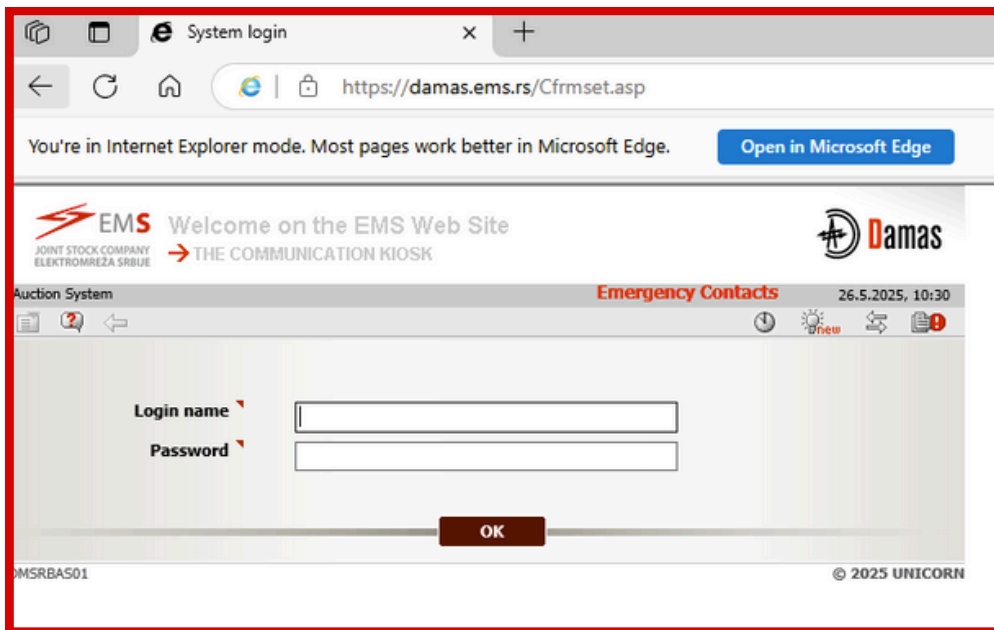 System login
https://damas.ems.rs/Cfrmset.asp
You're in Internet Explorer mode. Most pages work better in Microsoft Edge.
Open in Microsoft Edge
EMS
JOINT STOCK COMPANY
ELEKTROMREŽA SRBIJE
Welcome on the EMS Web Site
THE COMMUNICATION KIOSK
Damas
Auction System
Emergency Contacts
26.5.2025, 10:30
new
Login name
Password
OK
DMSRBAS01
© 2025 UNICORN